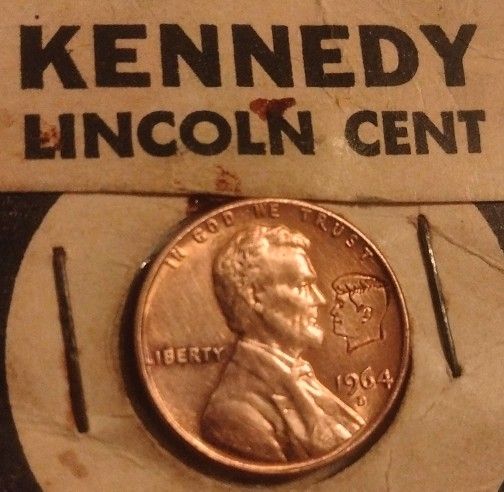 KENNEDY
LINCOLN CENT
IN GOD WE TRUST
LIBERTY
1964
D